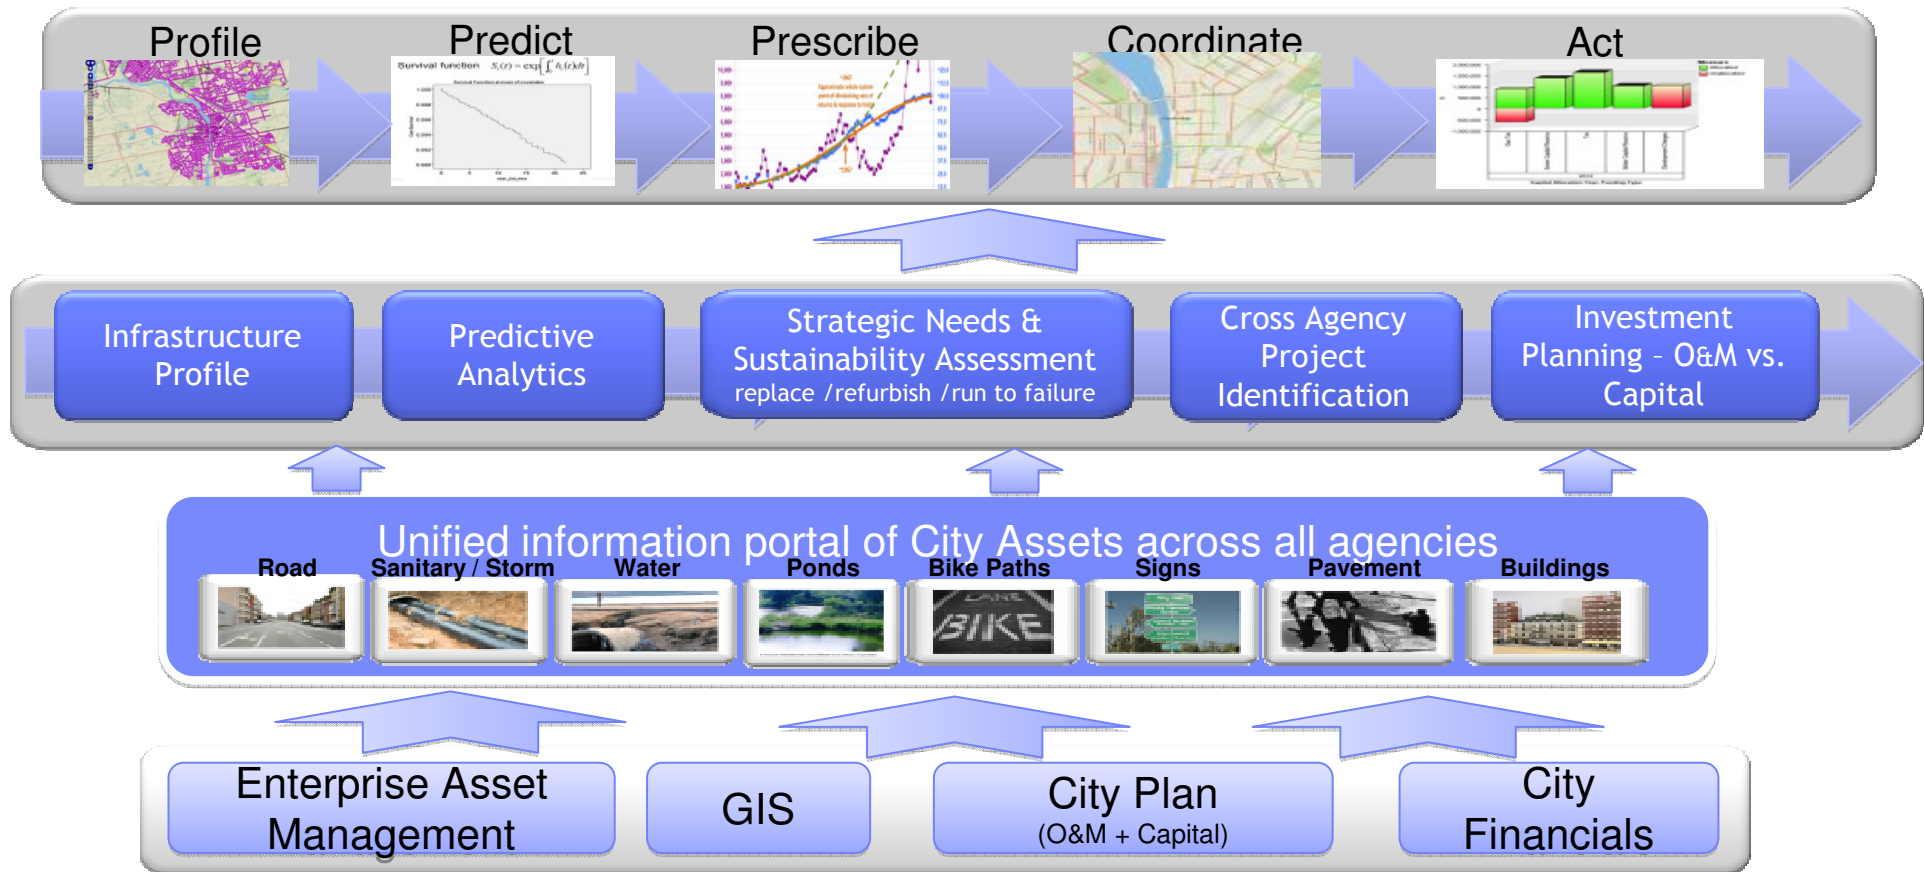 Profile
Predict
Prescribe
Coordinate
Act
Survival function
Measure
Infrastructure
Profile
Predictive
Analytics
Strategic Needs &
Sustainability Assessment
replace /refurbish /run to failure
Cross Agency
Project
Identification
Investment
Planning – O&M vs.
Capital
Unified information portal of City Assets across all agencies
Road
Sanitary / Storm
Water
Ponds
Bike Paths
Signs
Pavement
Buildings
LANE
BIKE
Enterprise Asset
Management
GIS
City Plan
(O&M + Capital)
City
Financials